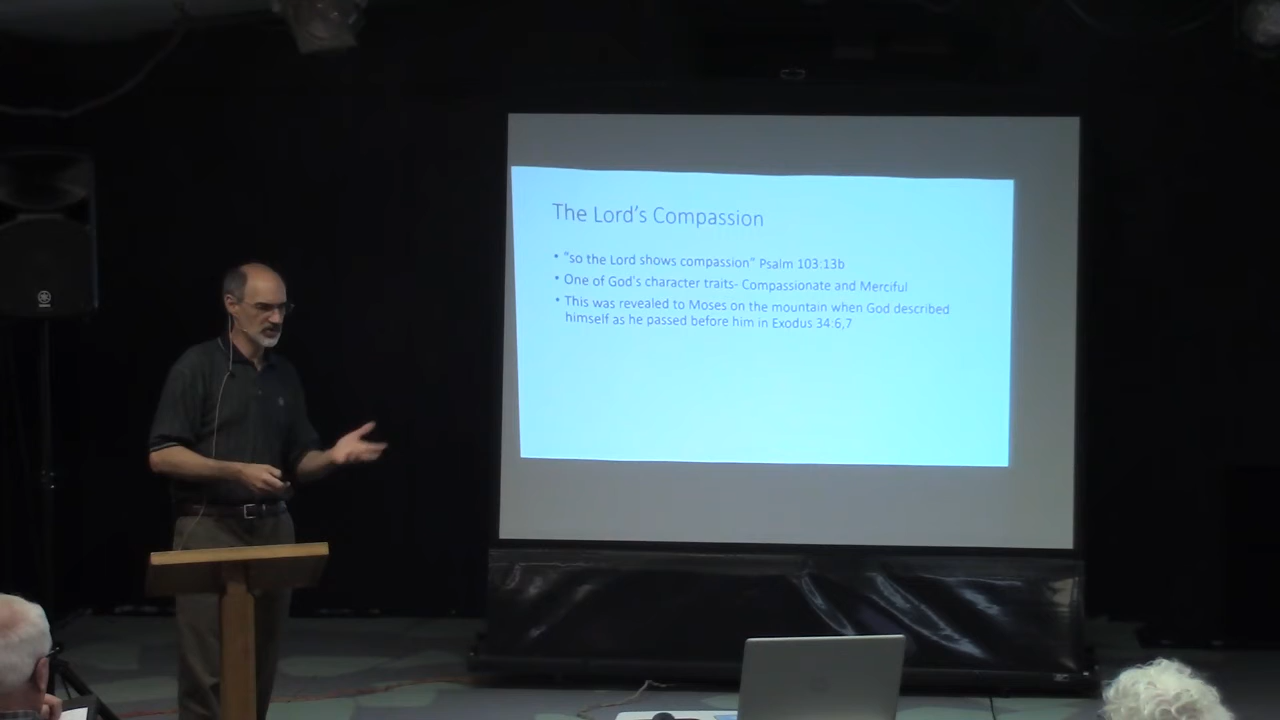 The Lord's Compassion
• "so the Lord shows compassion" Psalm 103:13b
• One of God's character traits- Compassionate and Merciful
• This was revealed to Moses on the mountain when God described
himself as he passed before him in Exodus 34:6,7